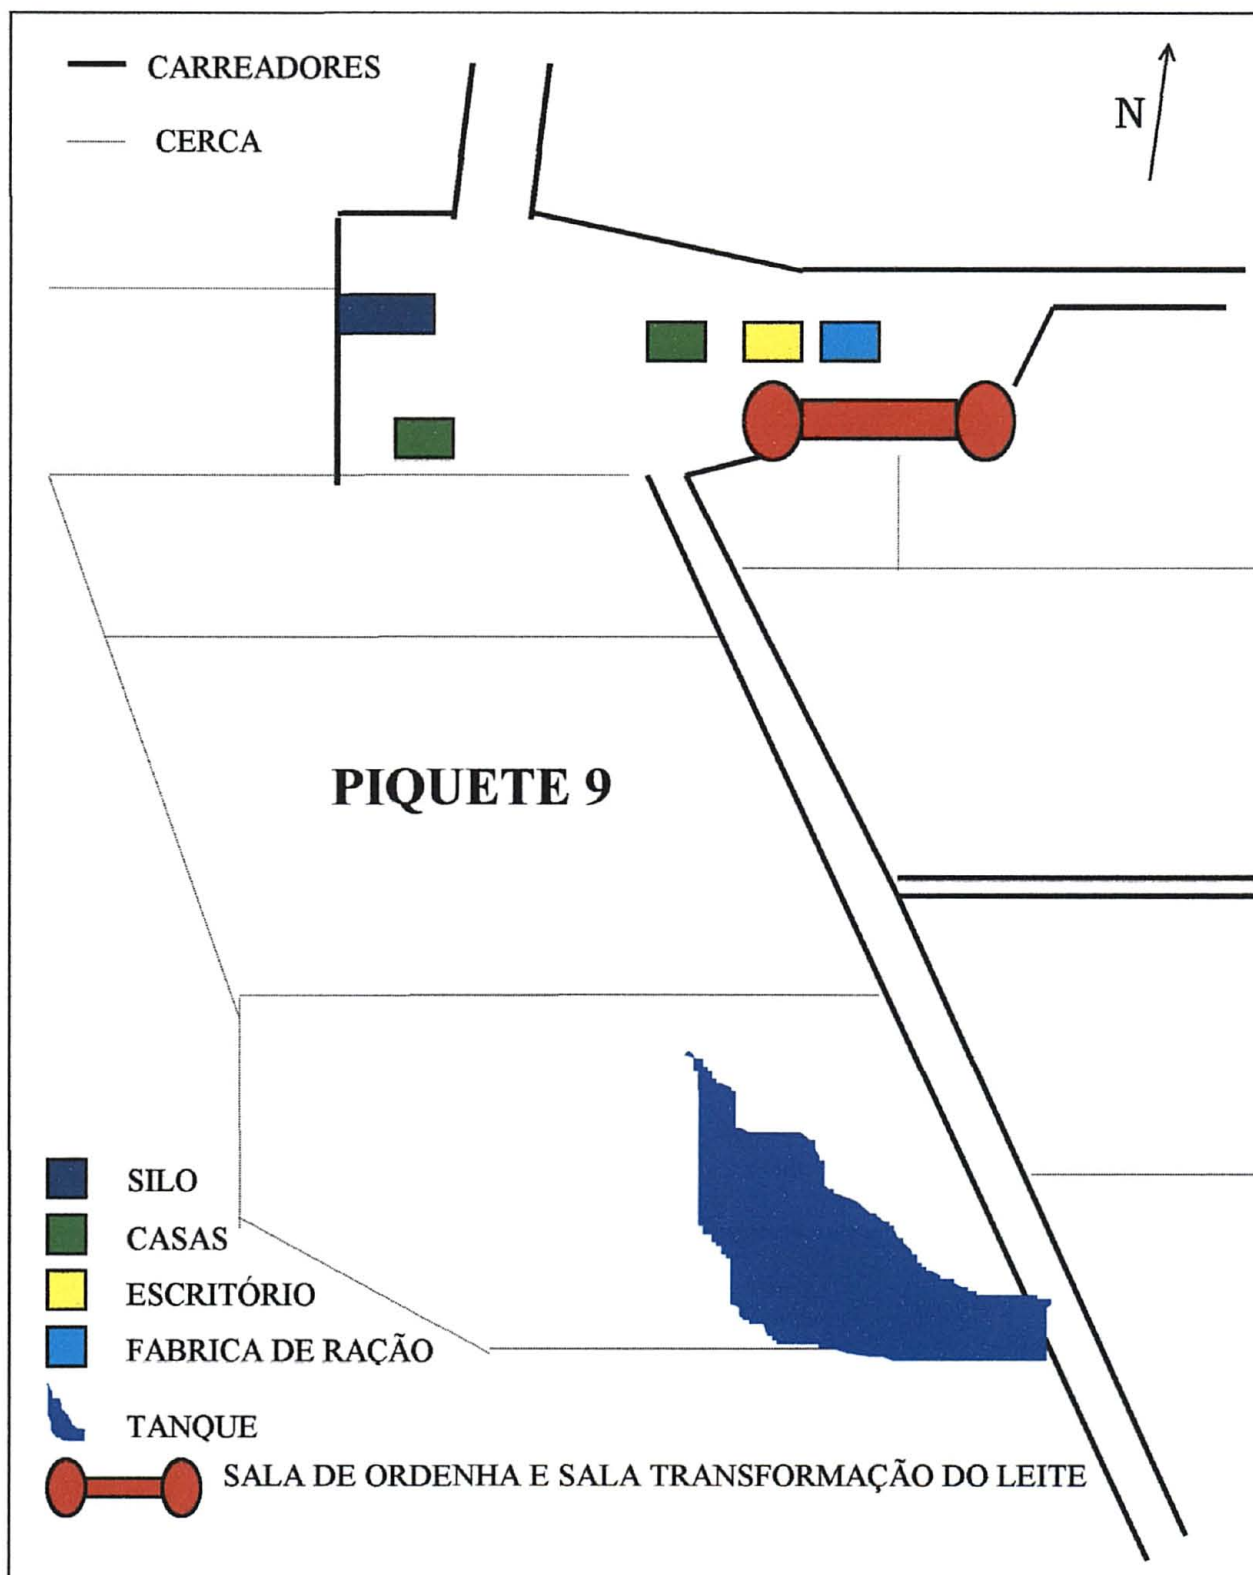 CARREADORES
CERCA
N
PIQUETE 9
SILO
CASAS
ESCRITÓRIO
FABRICA DE RAÇÃO
TANQUE
SALA DE ORDENHA E SALA TRANSFORMAÇÃO DO LEITE